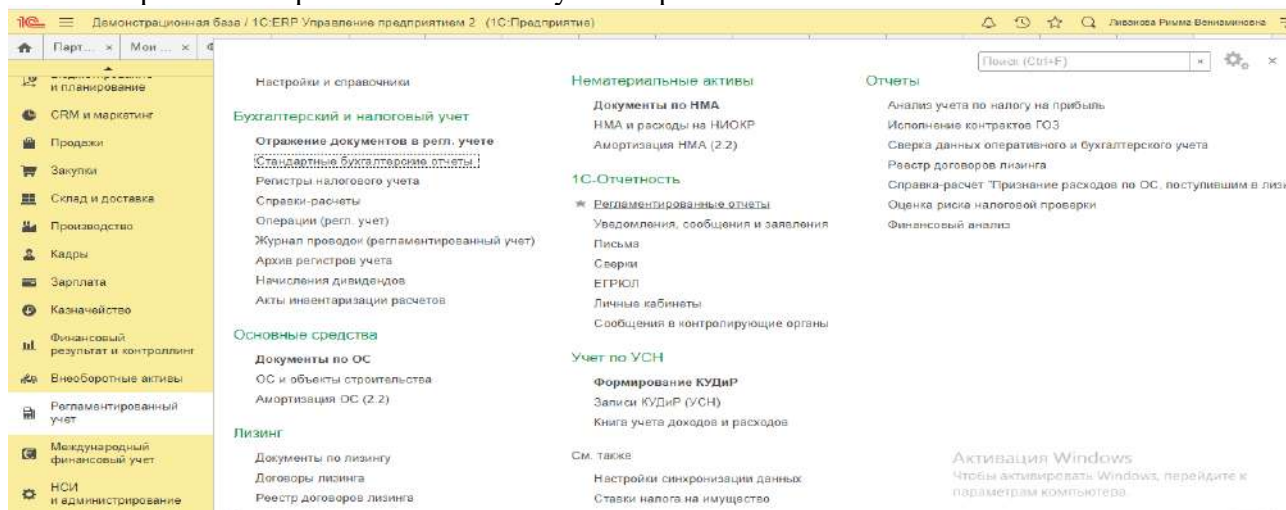 1С Демонстрационная база / 1С:ERP Управление предприятием 2 (1С:Предприятие)
Ливанова Римма Вениаминовна
Парт... × Мои ... ×
Поиск (Ctrl+F) ×
и планирование
CRM и маркетинг
Продажи
Закупки
Склад и доставка
Производство
Кадры
Зарплата
Казначейство
Финансовый
результат и контроллинг
Внеоборотные активы
Регламентированный
учет
Международный
финансовый учет
НСИ
и администрирование
Настройки и справочники
Бухгалтерский и налоговый учет
Отражение документов в регл. учете
Стандартные бухгалтерские отчеты
Регистры налогового учета
Справки-расчеты
Операции (регл. учет)
Журнал проводок (регламентированный учет)
Архив регистров учета
Начисления дивидендов
Акты инвентаризации расчетов
Основные средства
Документы по ОС
ОС и объекты строительства
Амортизация ОС (2.2)
Лизинг
Документы по лизингу
Договоры лизинга
Реестр договоров лизинга
Нематериальные активы
Документы по НМА
НМА и расходы на НИОКР
Амортизация НМА (2.2)
1С-Отчетность
Регламентированные отчеты
Уведомления, сообщения и заявления
Письма
Сверки
ЕГРЮЛ
Личные кабинеты
Сообщения в контролирующие органы
Учет по УСН
Формирование КУДиР
Записи КУДиР (УСН)
Книга учета доходов и расходов
См. также
Настройки синхронизации данных
Ставки налога на имущество
Отчеты
Анализ учета по налогу на прибыль
Исполнение контрактов ГОЗ
Сверка данных оперативного и бухгалтерского учета
Реестр договоров лизинга
Справка-расчет "Признание расходов по ОС, поступившим в лизи
Оценка риска налоговой проверки
Финансовый анализ
Активация Windows
Чтобы активировать Windows, перейдите к
параметрам компьютера.